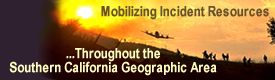 Mobilizing Incident Resources
...Throughout the
Southern California Geographic Area